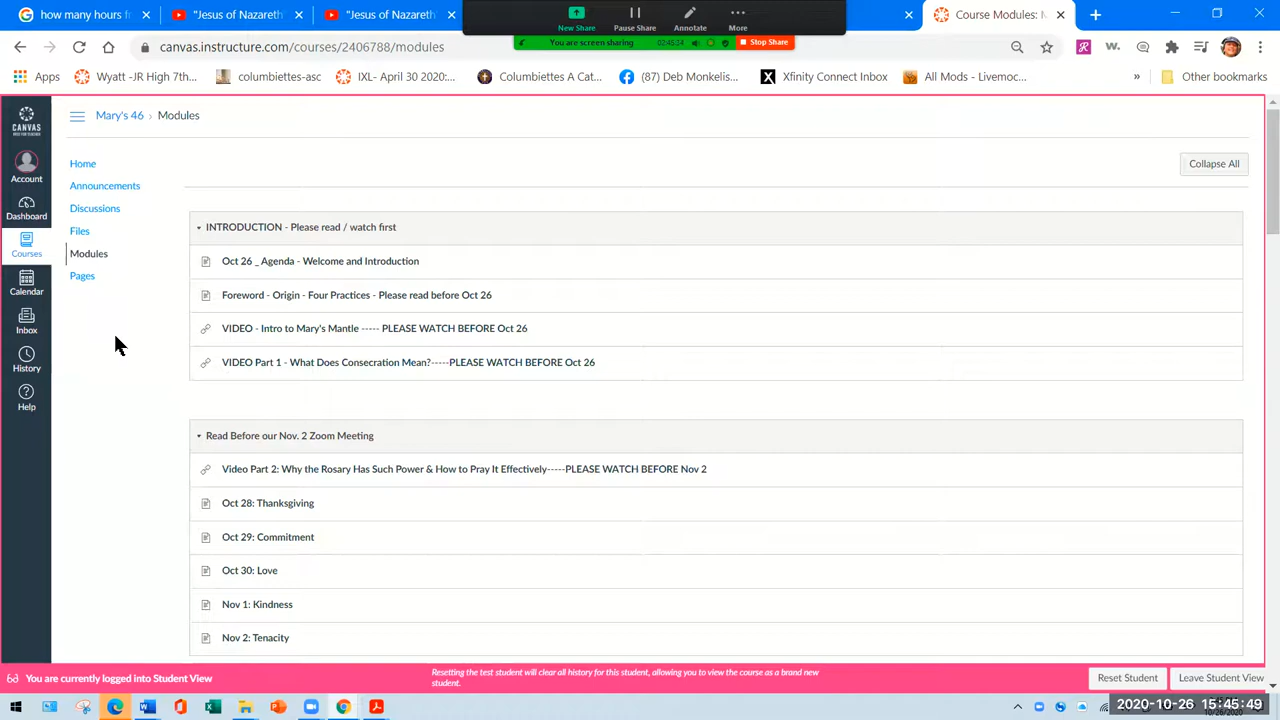 how many hours f
"Jesus of Nazareth
"Jesus of Nazareth
New Share
Pause Share
Annotate
More
Course Modules: M
You are screen sharing
Stop Share
canvas.instructure.com/courses/2406788/modules
R
W.
Apps
Wyatt -JR High 7th...
columbiettes-asc
IXL- April 30 2020:...
Columbiettes A Cat...
(87) Deb Monkelis...
X
Xfinity Connect Inbox
All Mods - Livemoc...
»
Other bookmarks
CANVAS
Account
Dashboard
Courses
Calendar
Inbox
History
Help
Mary's 46 › Modules
Home
Announcements
Discussions
Files
Modules
Pages
Collapse All
INTRODUCTION - Please read / watch first
Oct 26 _ Agenda - Welcome and Introduction
Foreword - Origin - Four Practices - Please read before Oct 26
VIDEO - Intro to Mary's Mantle ----- PLEASE WATCH BEFORE Oct 26
VIDEO Part 1 - What Does Consecration Mean?-----PLEASE WATCH BEFORE Oct 26
Read Before our Nov. 2 Zoom Meeting
Video Part 2: Why the Rosary Has Such Power & How to Pray It Effectively-----PLEASE WATCH BEFORE Nov 2
Oct 28: Thanksgiving
Oct 29: Commitment
Oct 30: Love
Nov 1: Kindness
Nov 2: Tenacity
You are currently logged into Student View
Resetting the test student will clear all history for this student, allowing you to view the course as a brand new
student.
Reset Student
Leave Student View
2020-10-26 15:45:49